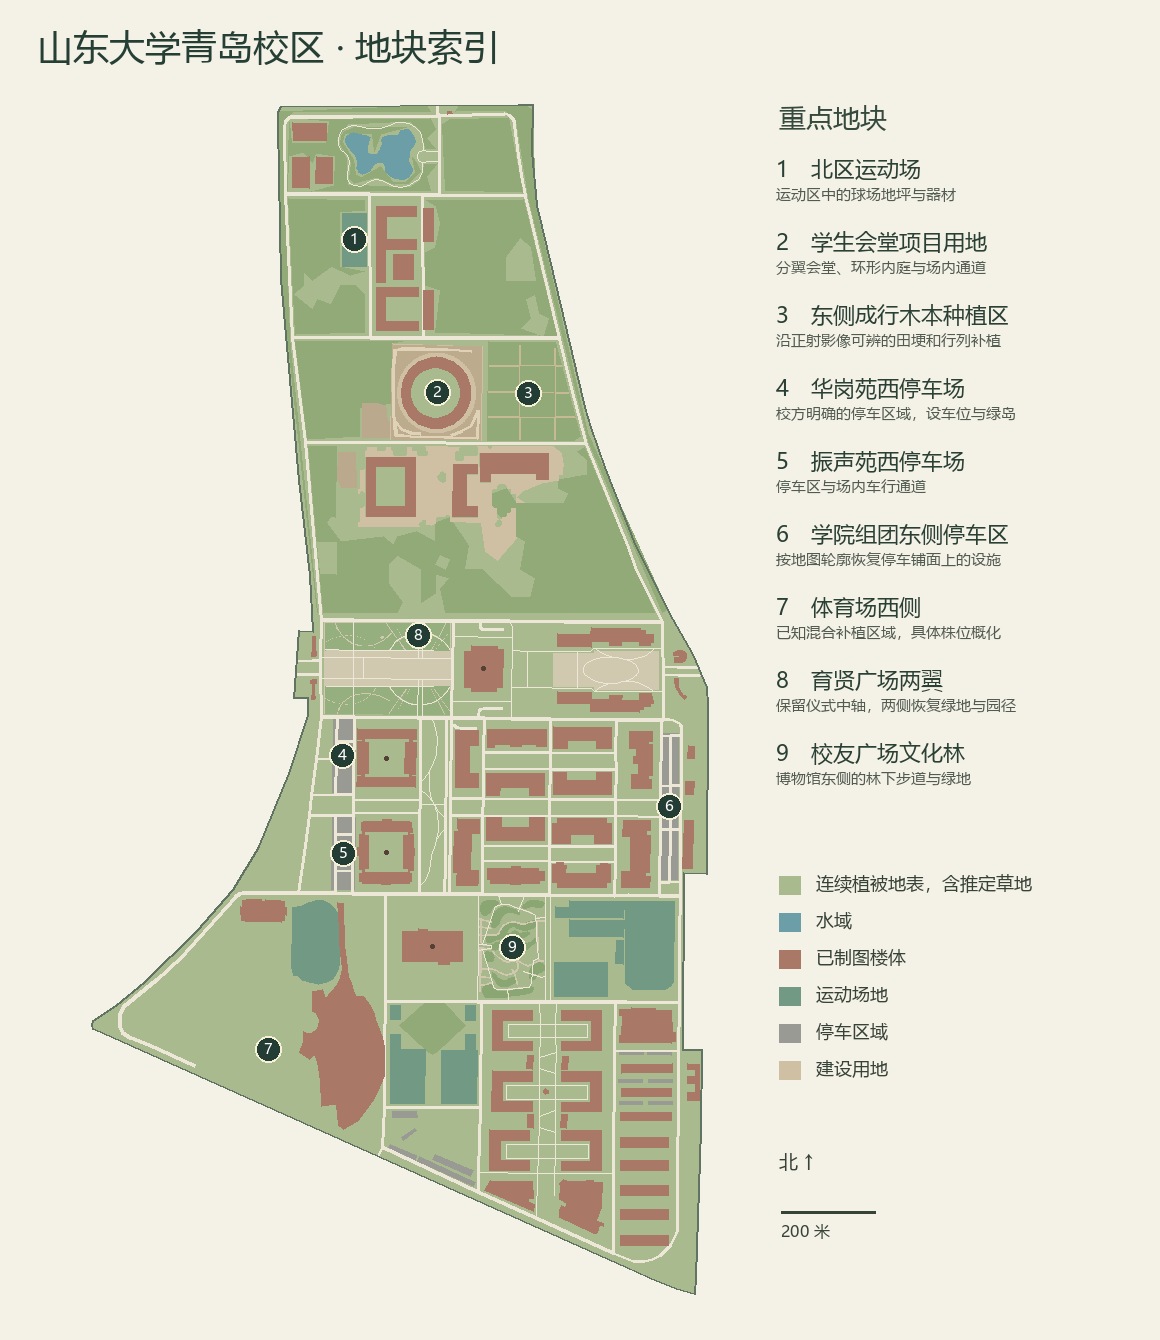 山东大学青岛校区 · 地块索引
重点地块
1 北区运动场
运动区中的球场地坪与器材
2 学生会堂项目用地
分翼会堂、环形内庭与场内通道
3 东侧成行木本种植区
沿正射影像可辨的田埂和行列补植
4 华岗苑西停车场
校方明确的停车区域，设车位与绿岛
5 振声苑西停车场
停车区与场内车行通道
6 学院组团东侧停车区
按地图轮廓恢复停车铺面上的设施
7 体育场西侧
已知混合补植区域，具体株位概化
8 育贤广场两翼
保留仪式中轴，两侧恢复绿地与园径
9 校友广场文化林
博物馆东侧的林下步道与绿地
连续植被地表，含推定草地
水域
已制图楼体
运动场地
停车区域
建设用地
北↑
200 米
1
2
3
8
4
6
5
9
7